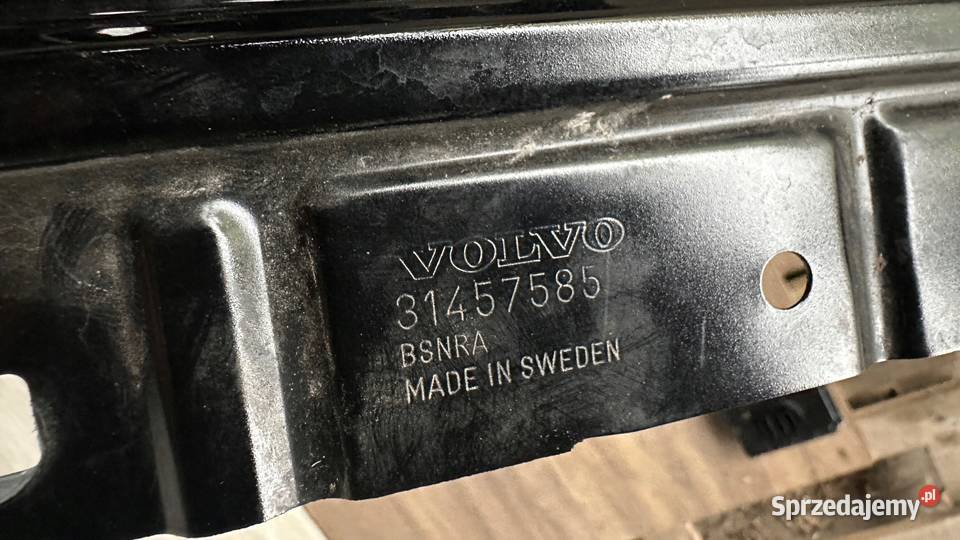 VOLVO
31457585
BSNRA
MADE IN SWEDEN
Sprzedajemy.pl